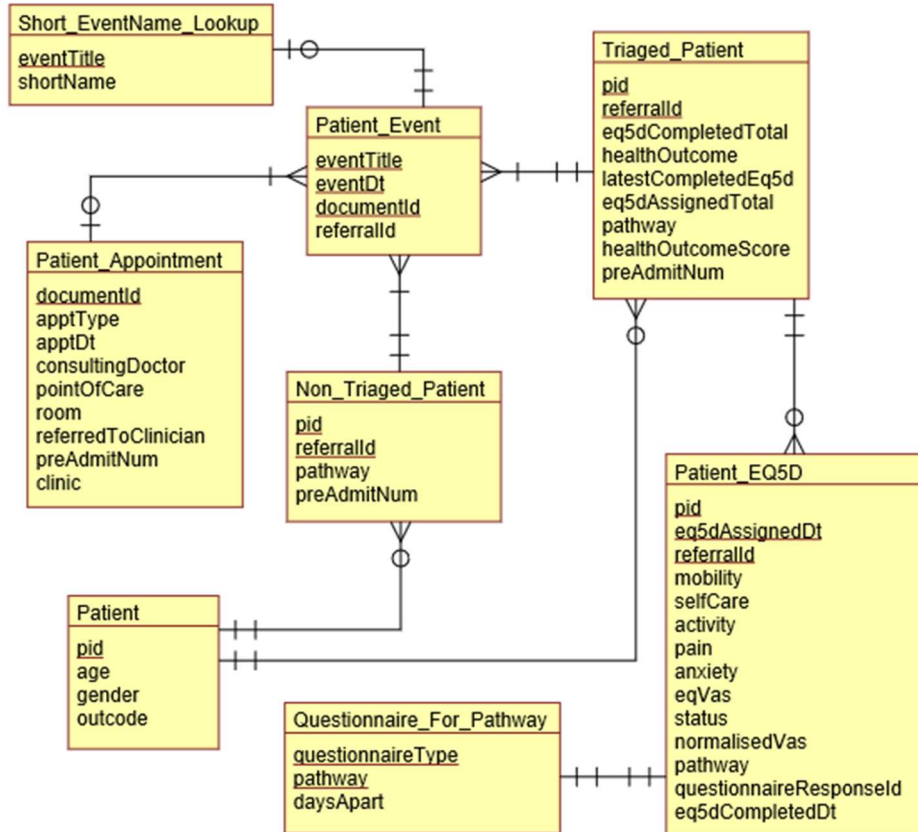 Short_EventName_Lookup
eventTitle
shortName
Triaged_Patient
pid
referralId
eq5dCompletedTotal
healthOutcome
latestCompletedEq5d
eq5dAssignedTotal
pathway
healthOutcomeScore
preAdmitNum
Patient_Event
eventTitle
eventDt
documentId
referralId
Patient_Appointment
documentId
apptType
apptDt
consultingDoctor
pointOfCare
room
referredToClinician
preAdmitNum
clinic
Non_Triaged_Patient
pid
referralId
pathway
preAdmitNum
Patient_EQ5D
pid
eq5dAssignedDt
referralId
mobility
selfCare
activity
pain
anxiety
eqVas
status
normalisedVas
pathway
questionnaireResponseId
eq5dCompletedDt
Patient
pid
age
gender
outcode
Questionnaire_For_Pathway
questionnaireType
pathway
daysApart